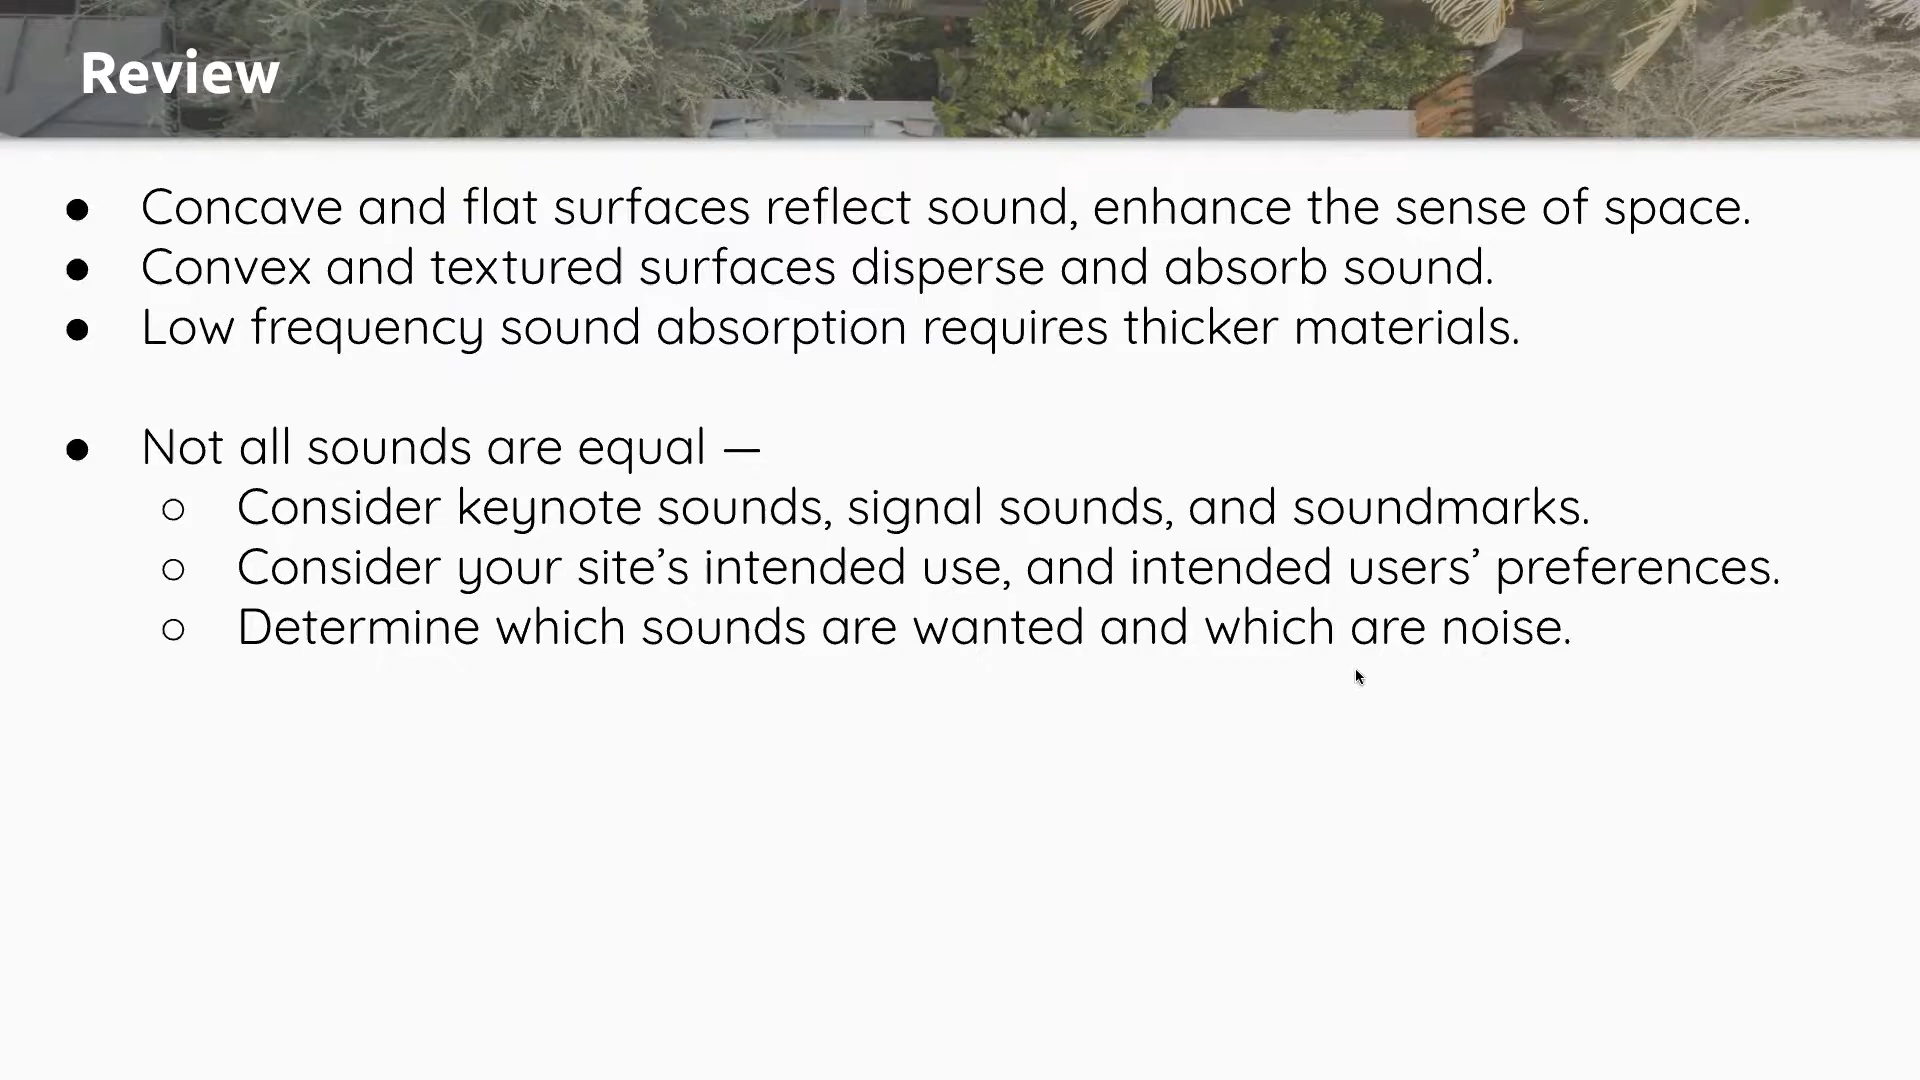 Review
● Concave and flat surfaces reflect sound, enhance the sense of space.
● Convex and textured surfaces disperse and absorb sound.
● Low frequency sound absorption requires thicker materials.
● Not all sounds are equal —
○ Consider keynote sounds, signal sounds, and soundmarks.
○ Consider your site’s intended use, and intended users’ preferences.
○ Determine which sounds are wanted and which are noise.